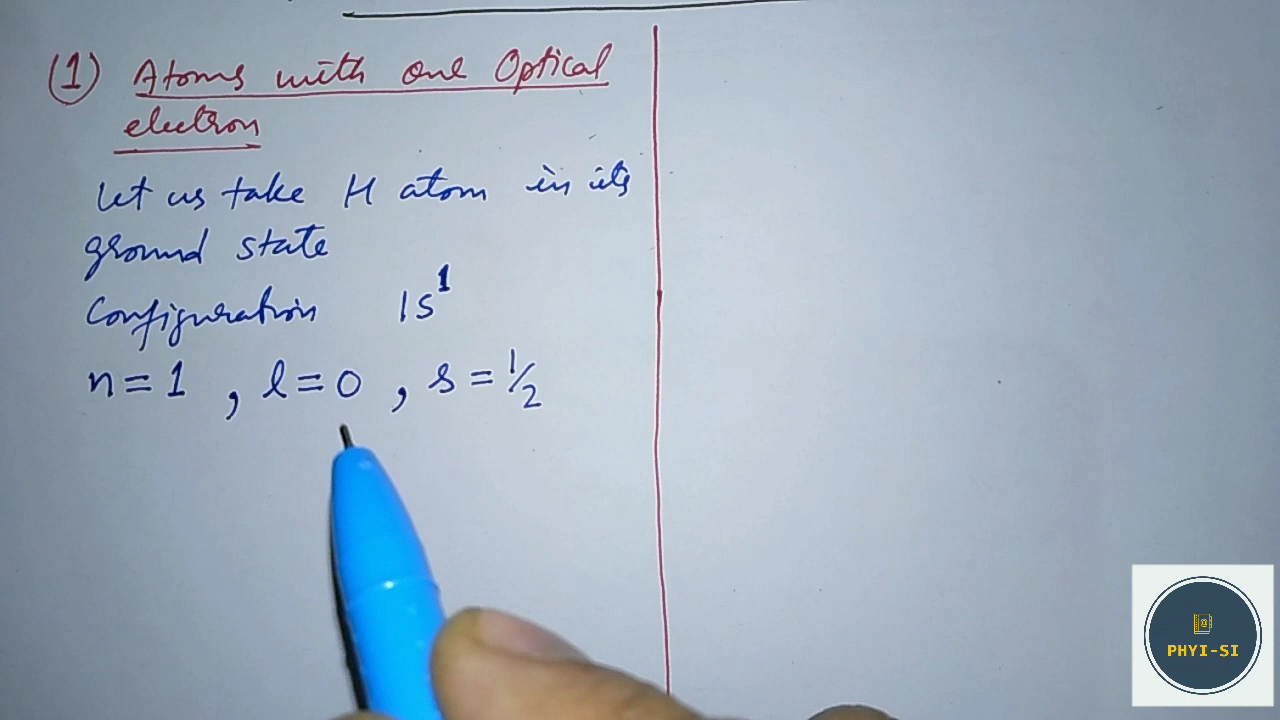 (1) Atoms with one Optical
electron
Let us take H atom in its
ground state
Configuration 1s¹
n = 1 , l = 0 , s = 1/2
PHYI-SI